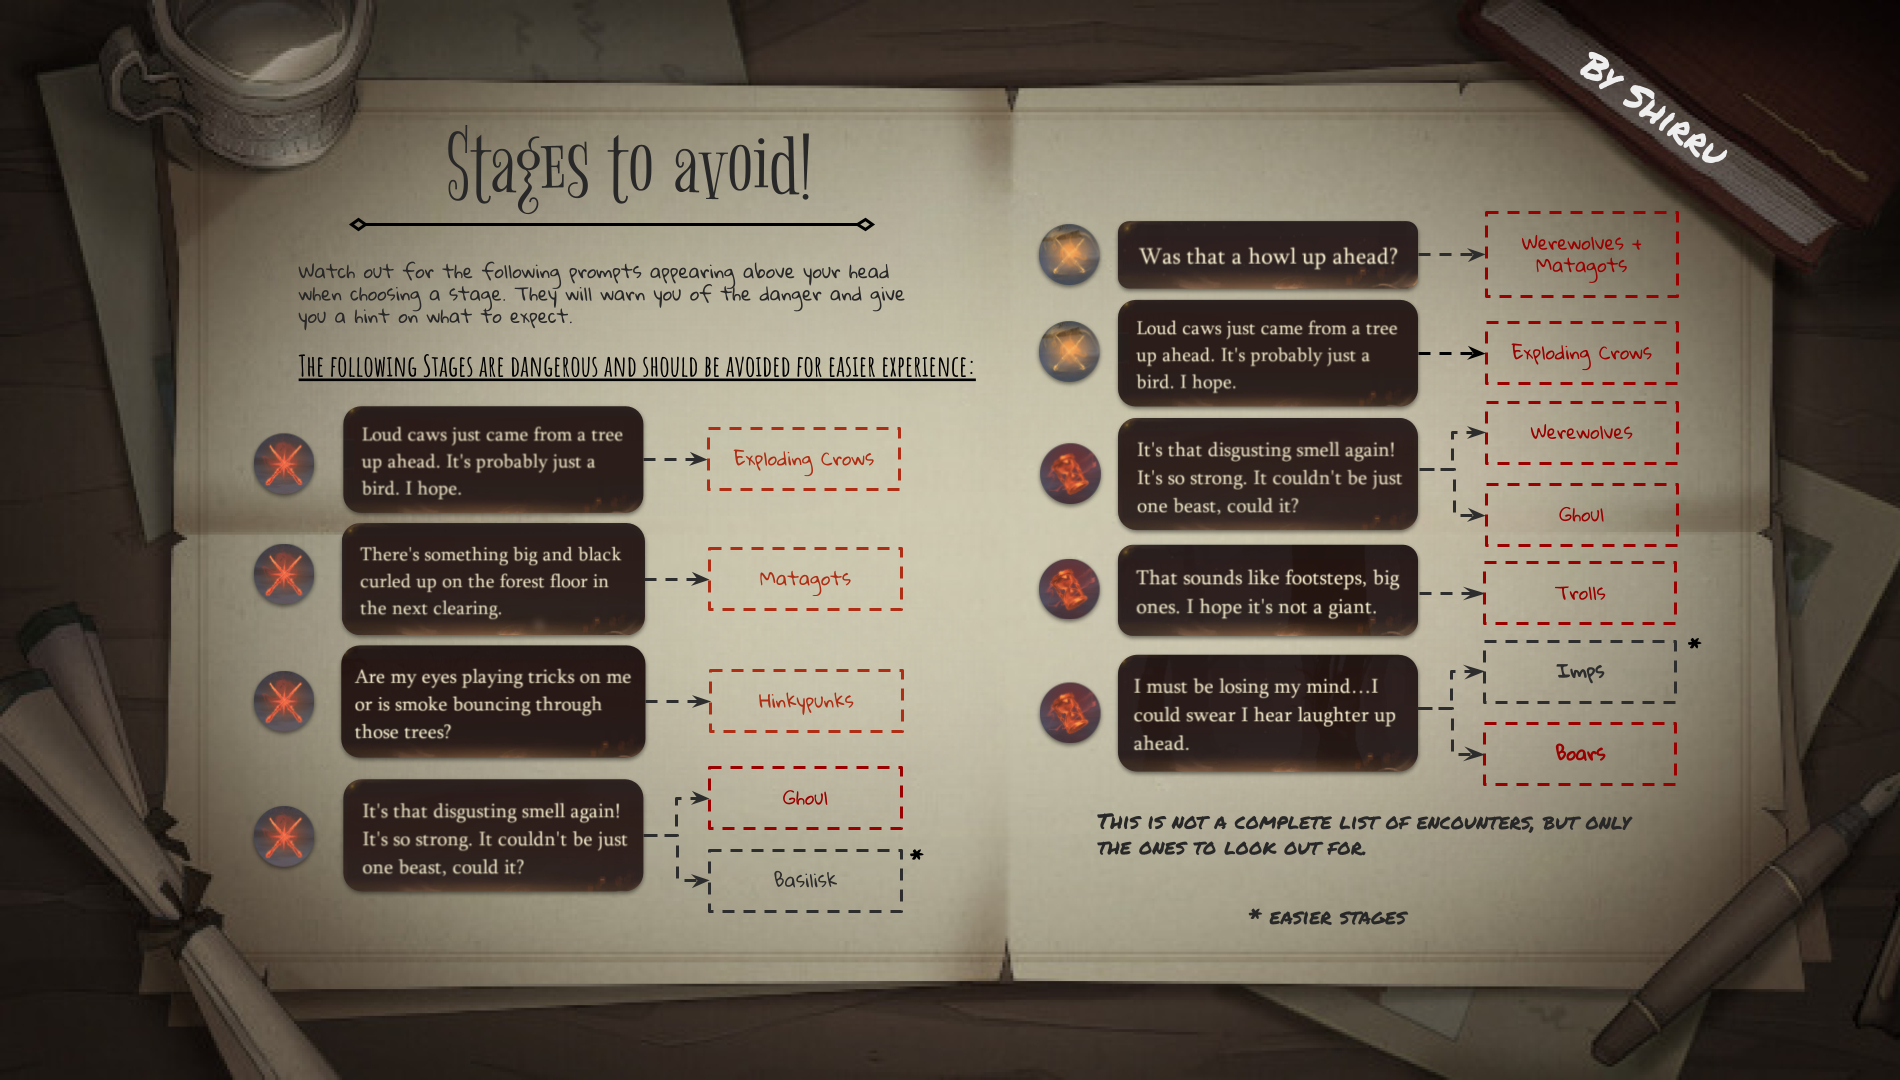 Stages to avoid!
Watch out for the following prompts appearing above your head
when choosing a stage. They will warn you of the danger and give
you a hint on what to expect.
The following Stages are dangerous and should be avoided for easier experience:
Loud caws just came from a tree
up ahead. It's probably just a
bird. I hope.
Exploding Crows
There's something big and black
curled up on the forest floor in
the next clearing.
Matagots
Are my eyes playing tricks on me
or is smoke bouncing through
those trees?
Hinkypunks
It's that disgusting smell again!
It's so strong. It couldn't be just
one beast, could it?
Ghoul
Basilisk
*
By Shirru
Was that a howl up ahead?
Werewolves +
Matagots
Loud caws just came from a tree
up ahead. It's probably just a
bird. I hope.
Exploding Crows
It's that disgusting smell again!
It's so strong. It couldn't be just
one beast, could it?
Werewolves
Ghoul
That sounds like footsteps, big
ones. I hope it's not a giant.
Trolls
I must be losing my mind...I
could swear I hear laughter up
ahead.
Imps
*
Boars
This is not a complete list of encounters, but only
the ones to look out for.
* easier stages